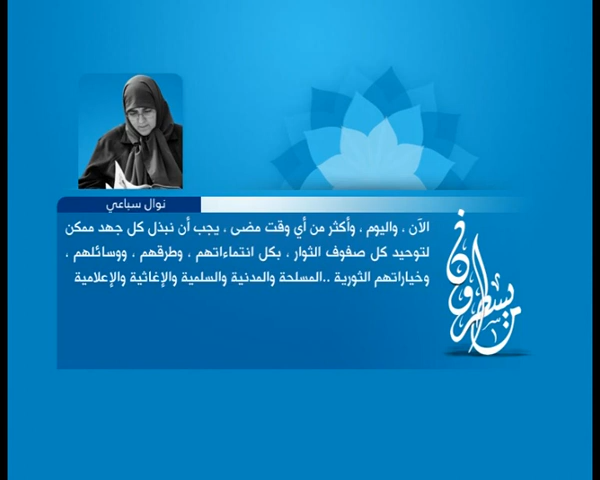 نوال سباعي
الآن ، واليوم ، وأكثر من أي وقت مضى ، يجب أن نبذل كل جهد ممكن
لتوحيد كل صفوف الثوار ، بكل انتماءاتهم ، وطرقهم ، ووسائلهم ،
وخياراتهم الثورية ..المسلحة والمدنية والسلمية والإغاثية والإعلامية